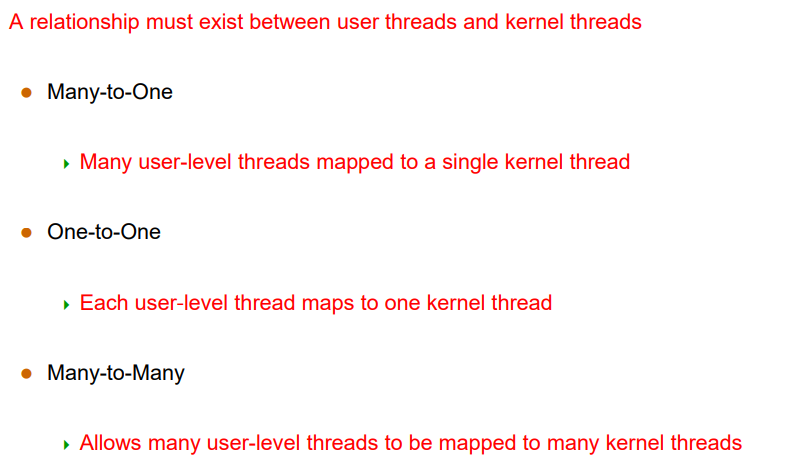 A relationship must exist between user threads and kernel threads
Many-to-One
Many user-level threads mapped to a single kernel thread
One-to-One
Each user-level thread maps to one kernel thread
Many-to-Many
Allows many user-level threads to be mapped to many kernel threads